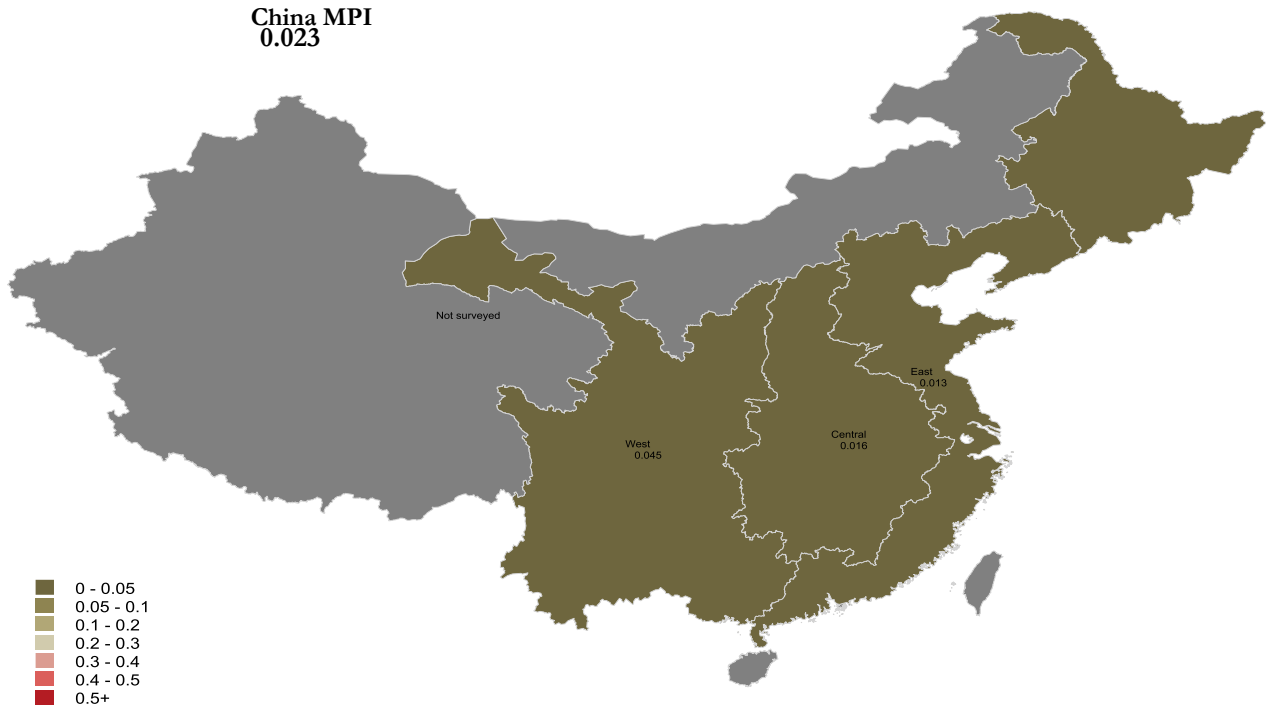 China MPI
0.023
Not surveyed
East
0.013
Central
0.016
West
0.045
0 - 0.05
0.05 - 0.1
0.1 - 0.2
0.2 - 0.3
0.3 - 0.4
0.4 - 0.5
0.5+